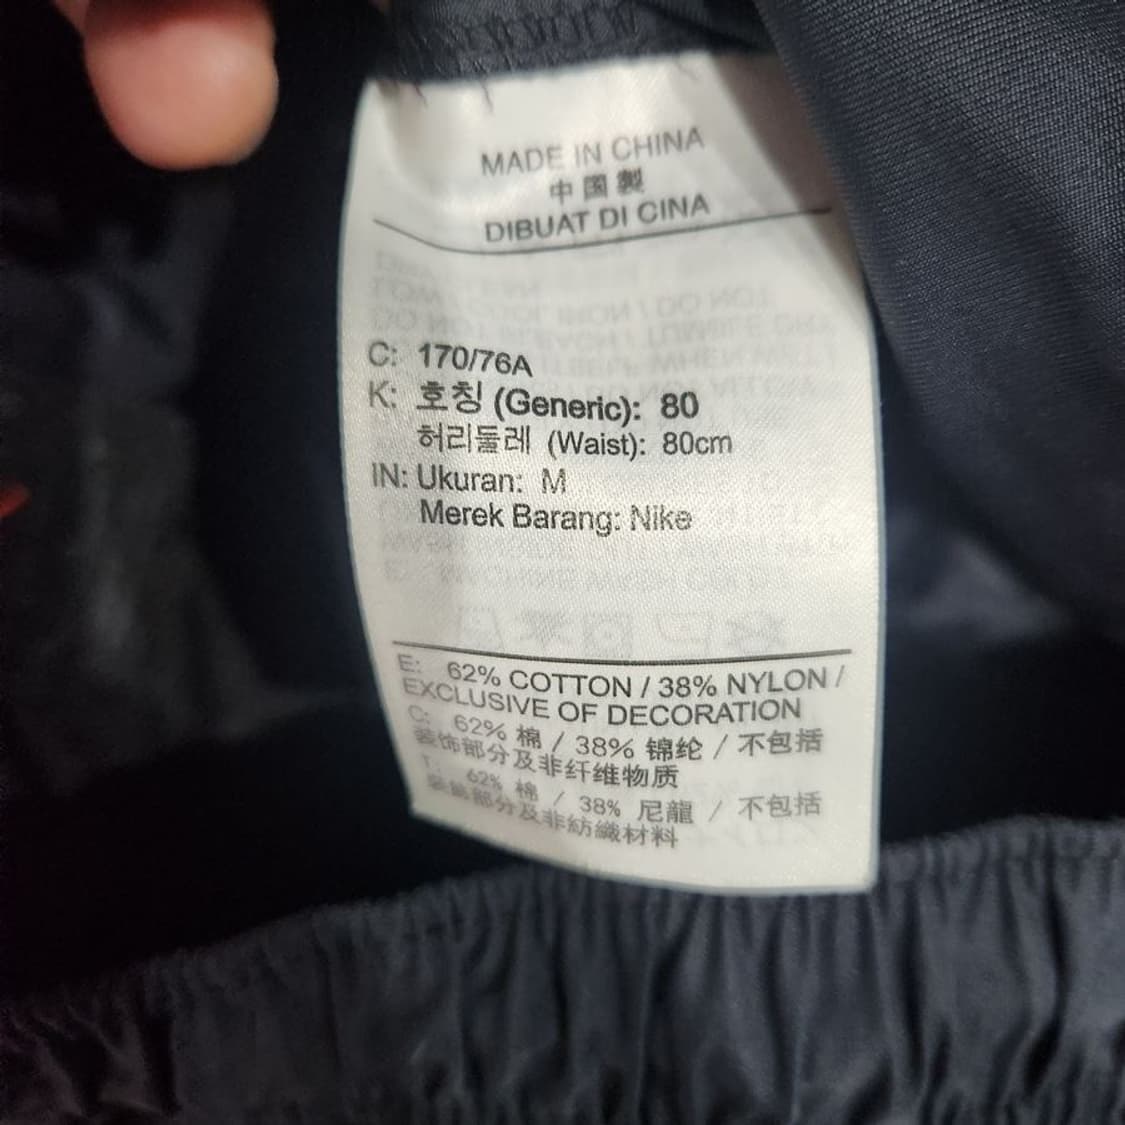 MADE IN CHINA
中国製
DIBUAT DI CINA
C: 170/76A
K: 호칭 (Generic): 80
허리둘레 (Waist): 80cm
IN: Ukuran: M
Merek Barang: Nike
E: 62% COTTON / 38% NYLON /
EXCLUSIVE OF DECORATION
C: 62% 棉 / 38% 锦纶 / 不包括
装饰部分及非纤维物质
T: 62% 棉 / 38% 尼龍 / 不包括
裝飾部分及非紡織材料